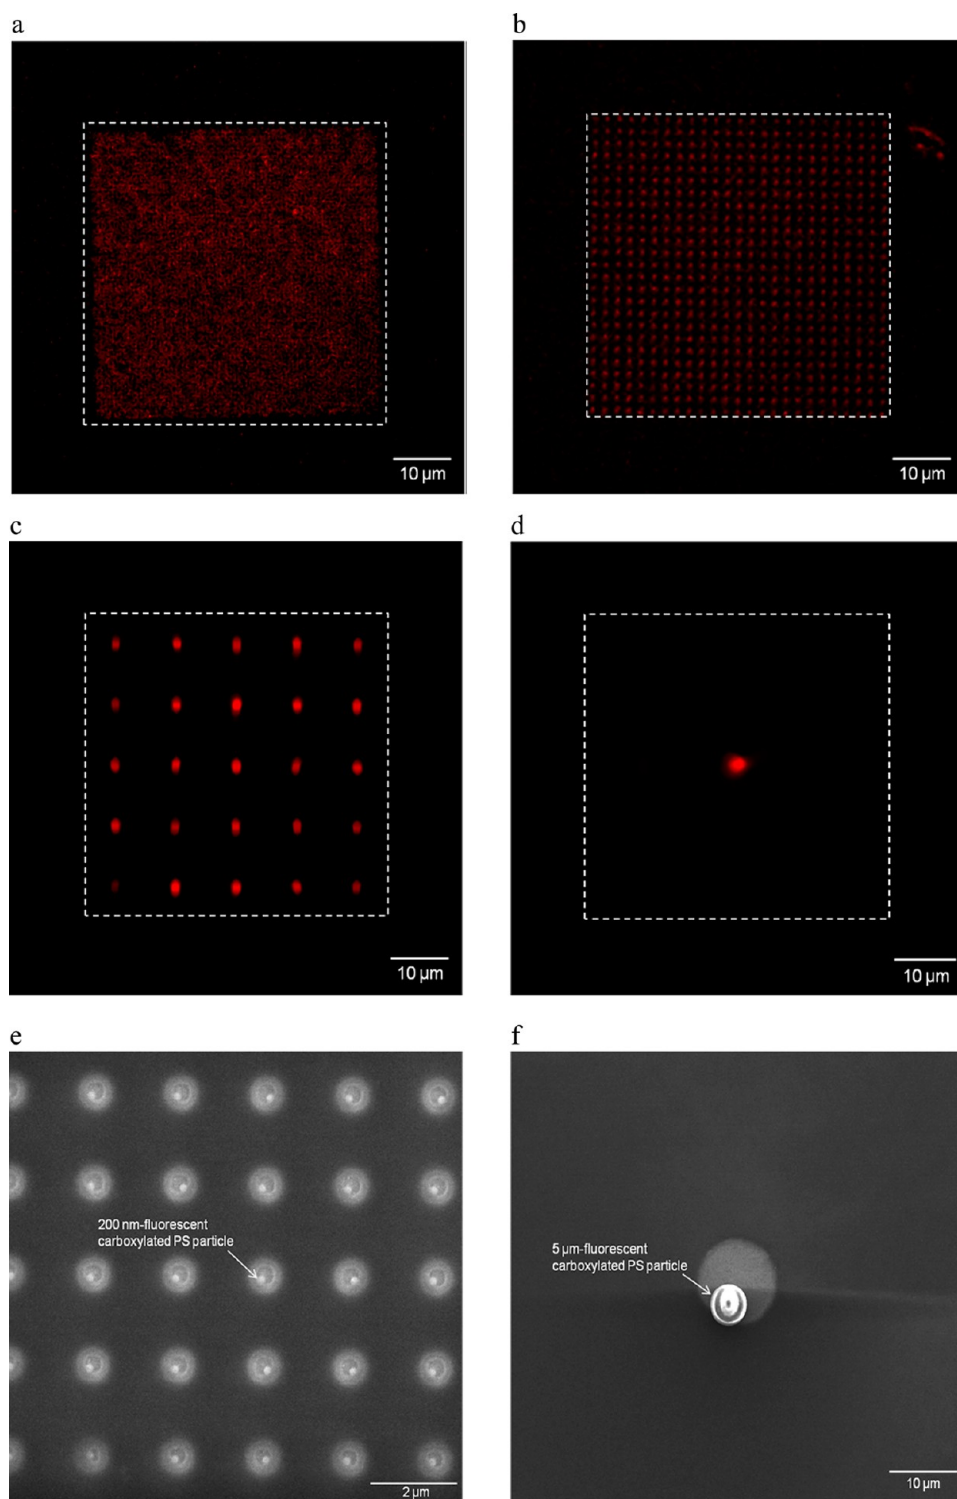 a
b
10 µm
10 µm
c
d
10 µm
10 µm
e
f
200 nm-fluorescent
carboxylated PS particle
2 µm
5 µm-fluorescent
carboxylated PS particle
10 µm